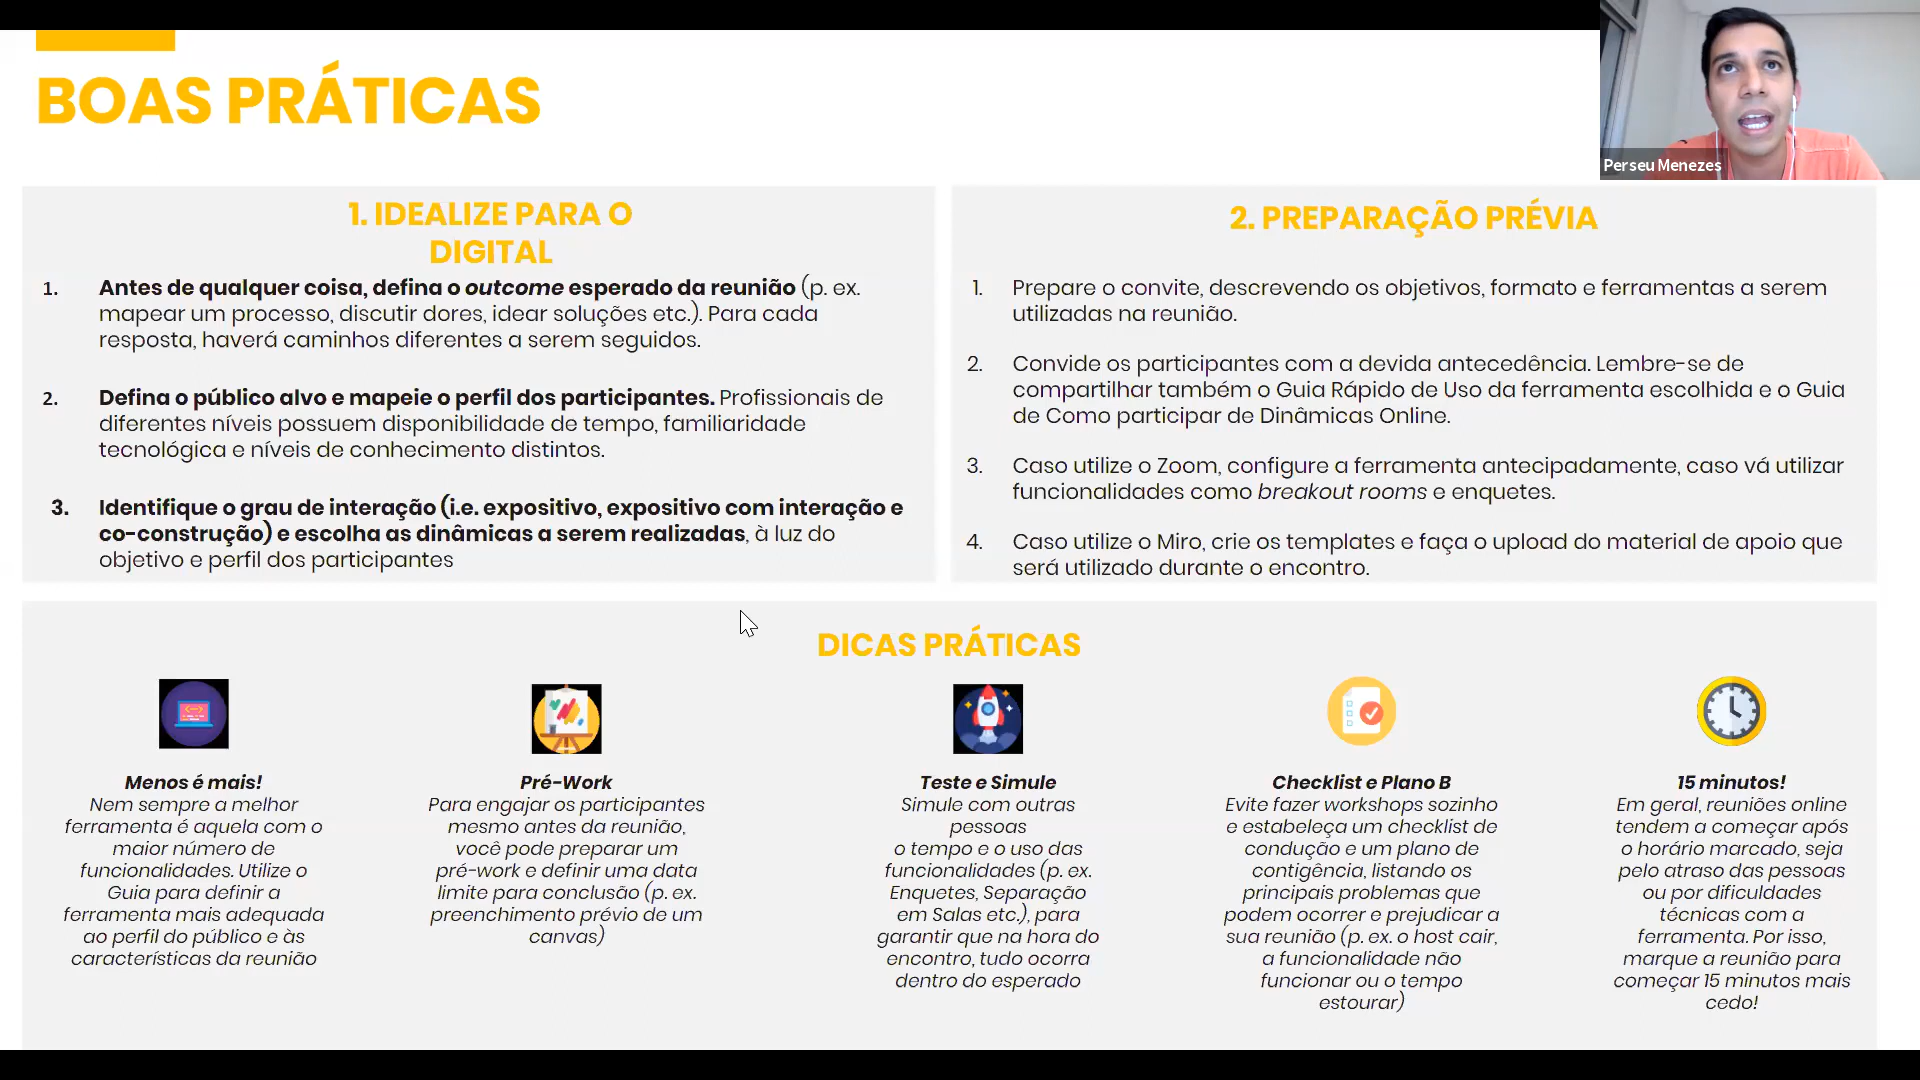 BOAS PRÁTICAS
Perseu Menezes
1. IDEALIZE PARA O
DIGITAL
1. Antes de qualquer coisa, defina o outcome esperado da reunião (p. ex.
mapear um processo, discutir dores, idear soluções etc.). Para cada
resposta, haverá caminhos diferentes a serem seguidos.
2. Defina o público alvo e mapeie o perfil dos participantes. Profissionais de
diferentes níveis possuem disponibilidade de tempo, familiaridade
tecnológica e níveis de conhecimento distintos.
3. Identifique o grau de interação (i.e. expositivo, expositivo com interação e
co-construção) e escolha as dinâmicas a serem realizadas, à luz do
objetivo e perfil dos participantes
2. PREPARAÇÃO PRÉVIA
1. Prepare o convite, descrevendo os objetivos, formato e ferramentas a serem
utilizadas na reunião.
2. Convide os participantes com a devida antecedência. Lembre-se de
compartilhar também o Guia Rápido de Uso da ferramenta escolhida e o Guia
de Como participar de Dinâmicas Online.
3. Caso utilize o Zoom, configure a ferramenta antecipadamente, caso vá utilizar
funcionalidades como breakout rooms e enquetes.
4. Caso utilize o Miro, crie os templates e faça o upload do material de apoio que
será utilizado durante o encontro.
DICAS PRÁTICAS
Menos é mais!
Nem sempre a melhor
ferramenta é aquela com o
maior número de
funcionalidades. Utilize o
Guia para definir a
ferramenta mais adequada
ao perfil do público e às
características da reunião
Pré-Work
Para engajar os participantes
mesmo antes da reunião,
você pode preparar um
pré-work e definir uma data
limite para conclusão (p. ex.
preenchimento prévio de um
canvas)
Teste e Simule
Simule com outras
pessoas
o tempo e o uso das
funcionalidades (p. ex.
Enquetes, Separação
em Salas etc.), para
garantir que na hora do
encontro, tudo ocorra
dentro do esperado
Checklist e Plano B
Evite fazer workshops sozinho
e estabeleça um checklist de
condução e um plano de
contigência, listando os
principais problemas que
podem ocorrer e prejudicar a
sua reunião (p. ex. o host cair,
a funcionalidade não
funcionar ou o tempo
estourar)
15 minutos!
Em geral, reuniões online
tendem a começar após
o horário marcado, seja
pelo atraso das pessoas
ou por dificuldades
técnicas com a
ferramenta. Por isso,
marque a reunião para
começar 15 minutos mais
cedo!